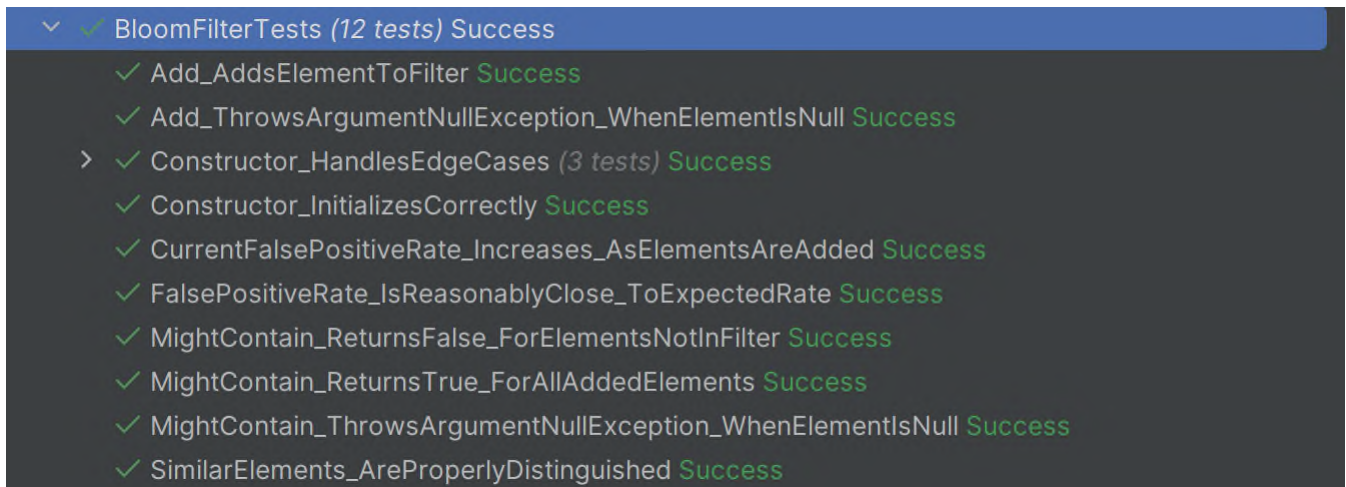 BloomFilterTests (12 tests) Success
Add_AddsElementToFilter Success
Add_ThrowsArgumentNullException_WhenElementIsNull Success
Constructor_HandlesEdgeCases (3 tests) Success
Constructor_InitializesCorrectly Success
CurrentFalsePositiveRate_Increases_AsElementsAreAdded Success
FalsePositiveRate_IsReasonablyClose_ToExpectedRate Success
MightContain_ReturnsFalse_ForElementsNotInFilter Success
MightContain_ReturnsTrue_ForAllAddedElements Success
MightContain_ThrowsArgumentNullException_WhenElementIsNull Success
SimilarElements_AreProperlyDistinguished Success